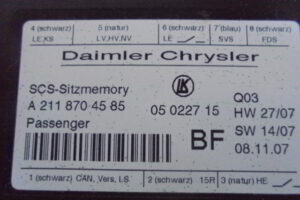 4 (schwarz) 5 (natur) 6 (schwarz) 7 (blau) 8 (schwarz)
LE,KS LV,HV,NV LE SVS FDS
Daimler Chrysler
SCS-Sitzmemory LK Q03
A 211 870 45 85 05 0227 15 HW 27/07
Passenger BF SW 14/07
08.11.07
1 (schwarz) CAN, Vers, LS 2 (schwarz) 15R 3 (natur) HE